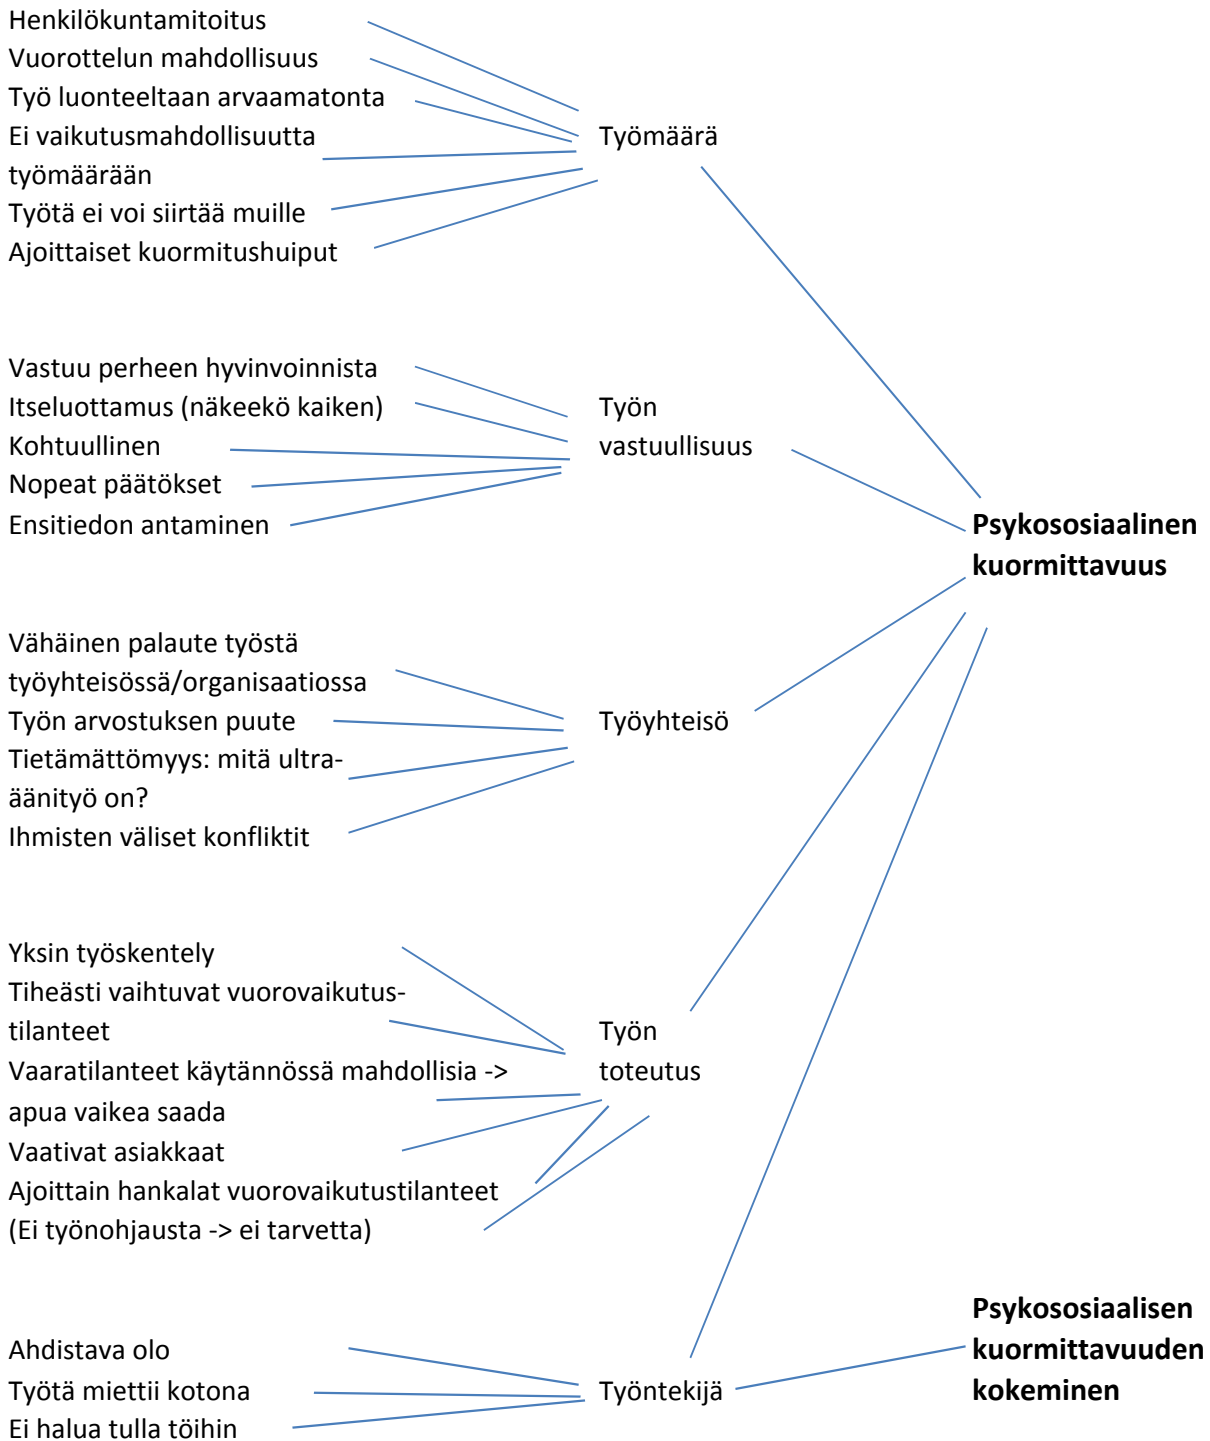 Henkilökuntamitoitus
Vuorottelun mahdollisuus
Työ luonteeltaan arvaamatonta
Ei vaikutusmahdollisuutta
työmäärään
Työtä ei voi siirtää muille
Ajoittaiset kuormitushuiput
Työmäärä
Vastuu perheen hyvinvoinnista
Itseluottamus (näkeekö kaiken)
Kohtuullinen
Nopeat päätökset
Ensitiedon antaminen
Työn
vastuullisuus
Psykososiaalinen
kuormittavuus
Vähäinen palaute työstä
työyhteisössä/organisaatiossa
Työn arvostuksen puute
Tietämättömyys: mitä ultra-
äänityö on?
Ihmisten väliset konfliktit
Työyhteisö
Yksin työskentely
Tiheästi vaihtuvat vuorovaikutus-
tilanteet
Vaaratilanteet käytännössä mahdollisia ->
apua vaikea saada
Vaativat asiakkaat
Ajoittain hankalat vuorovaikutustilanteet
(Ei työnohjausta -> ei tarvetta)
Työn
toteutus
Ahdistava olo
Työtä miettii kotona
Ei halua tulla töihin
Työntekijä
Psykososiaalisen
kuormittavuuden
kokeminen